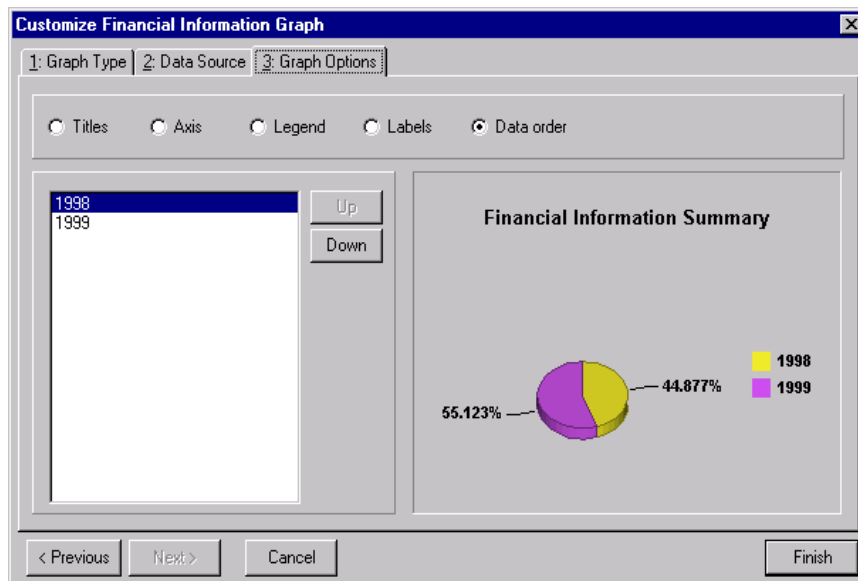 Customize Financial Information Graph
1: Graph Type 2: Data Source 3: Graph Options
Titles Axis Legend Labels Data order
1998
1999
Up
Down
Financial Information Summary
44.877%
55.123%
1998
1999
< Previous Next > Cancel Finish